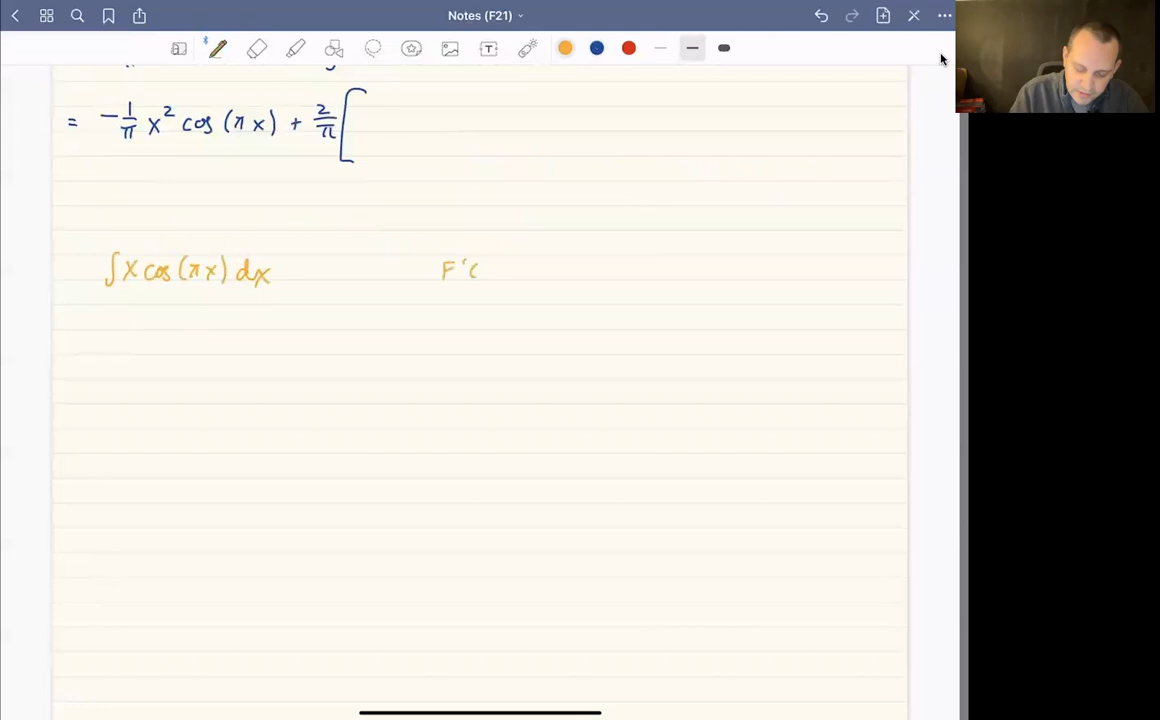 Notes (F21)
= -1/π x² cos (πx) + 2/π [
∫x cos(πx) dx F'(